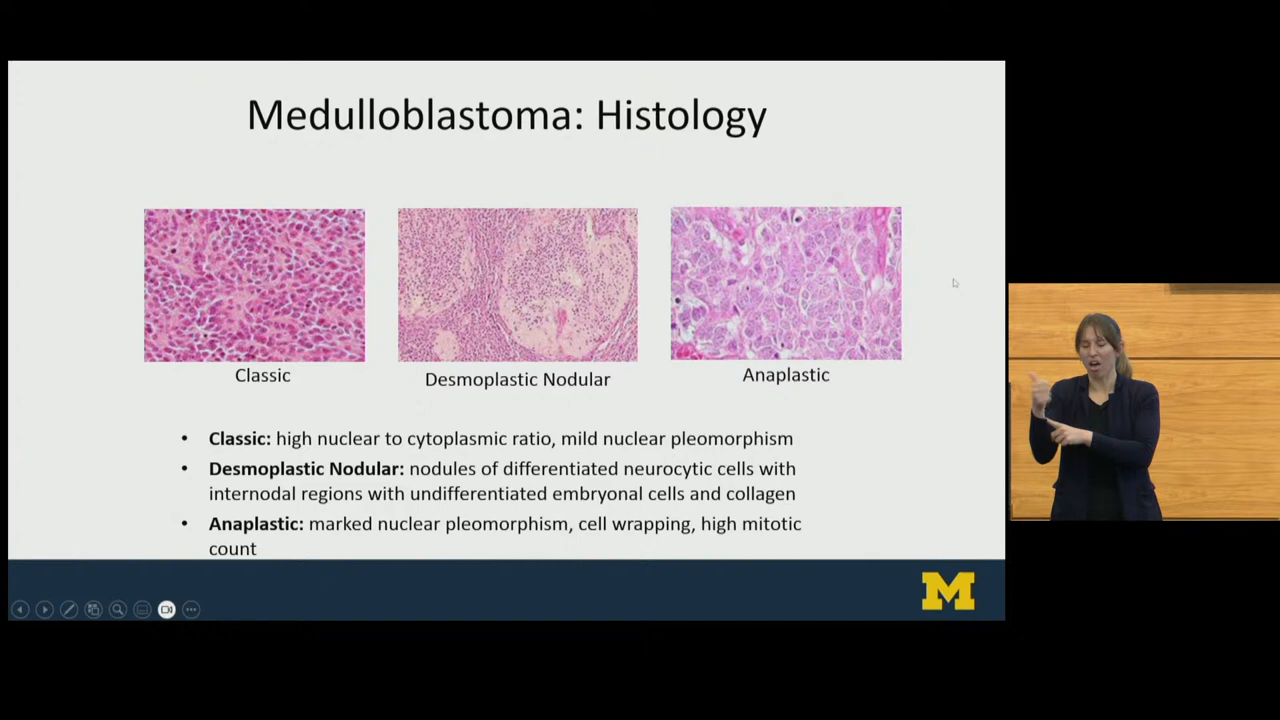 Medulloblastoma: Histology
Classic
Desmoplastic Nodular
Anaplastic
• Classic: high nuclear to cytoplasmic ratio, mild nuclear pleomorphism
• Desmoplastic Nodular: nodules of differentiated neurocytic cells with
internodal regions with undifferentiated embryonal cells and collagen
• Anaplastic: marked nuclear pleomorphism, cell wrapping, high mitotic
count
M